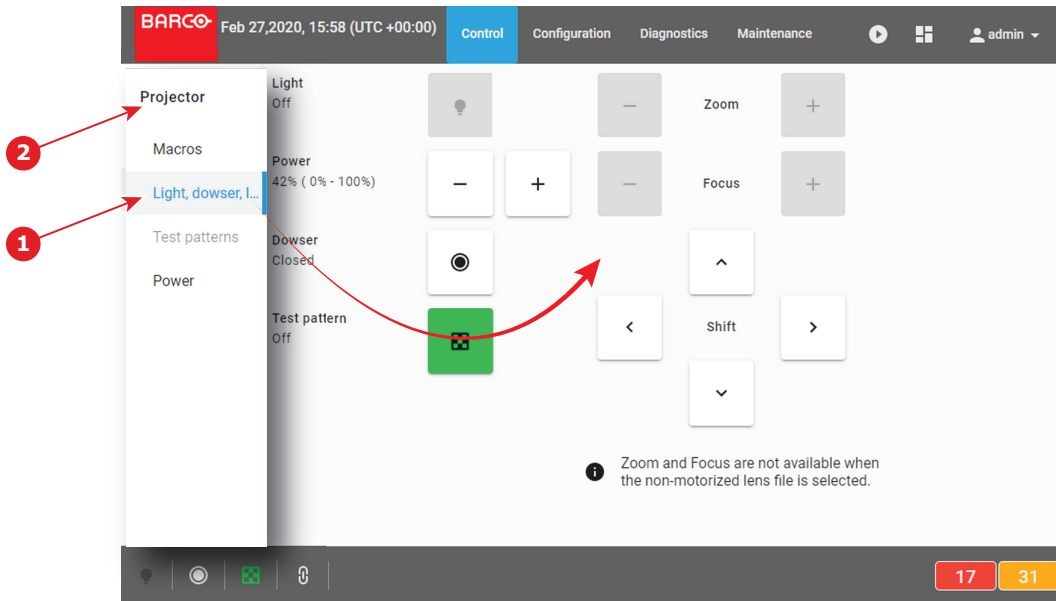 BARCO
Feb 27,2020, 15:58 (UTC +00:00)
Control
Configuration
Diagnostics
Maintenance
admin
Projector
Macros
Light, dowser, l...
Test patterns
Power
2
1
Light
Off
Power
42% ( 0% - 100%)
Dowser
Closed
Test pattern
Off
Zoom
Focus
Shift
Zoom and Focus are not available when
the non-motorized lens file is selected.
17
31